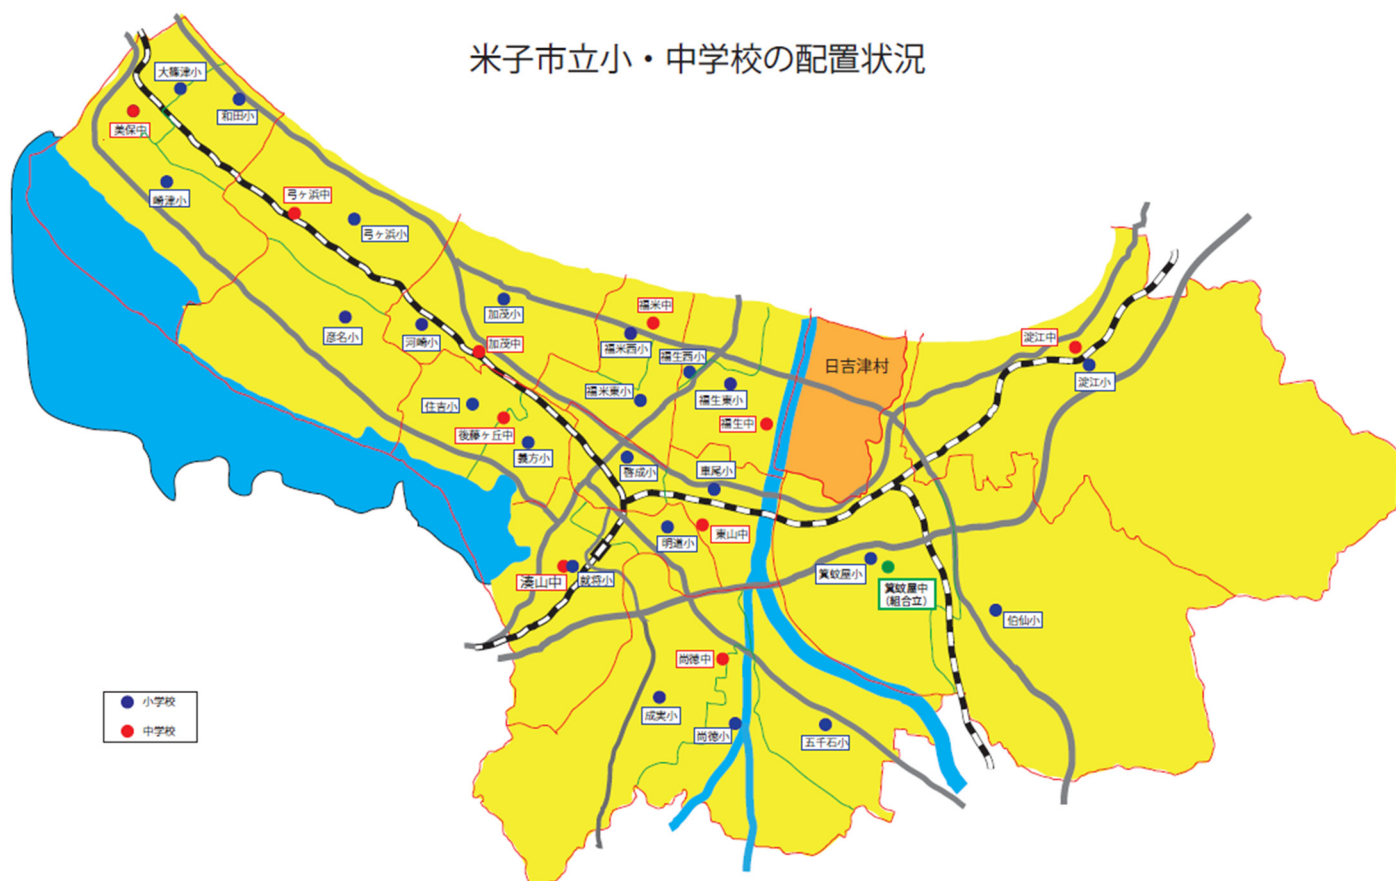 米子市立小・中学校の配置状況
大篠津小
和田小
美保中
崎津小
弓ヶ浜中
弓ヶ浜小
彦名小
河崎小
加茂小
加茂中
福米中
福米西小
福生西小
福米東小
福生東小
福生中
日吉津村
淀江中
淀江小
住吉小
後藤ヶ丘中
義方小
啓成小
車尾小
明道小
東山中
湊山中
就将小
箕蚊屋小
箕蚊屋中
(組合立)
伯仙小
尚徳中
成実小
尚徳小
五千石小
小学校
中学校